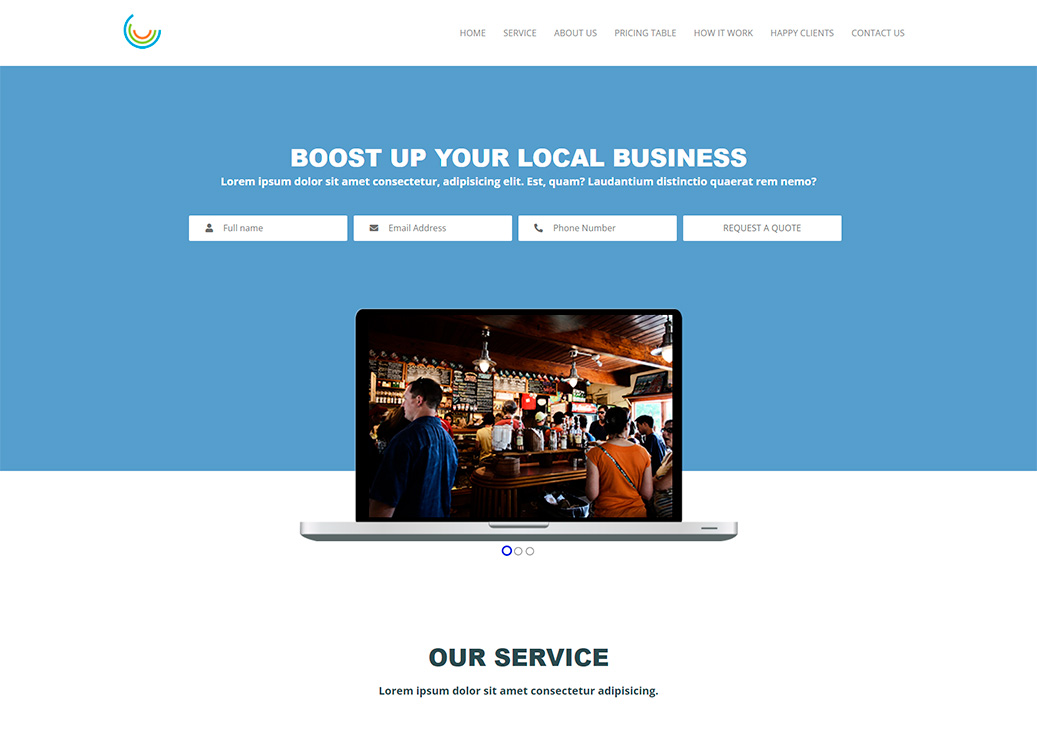 HOME SERVICE ABOUT US PRICING TABLE HOW IT WORK HAPPY CLIENTS CONTACT US
BOOST UP YOUR LOCAL BUSINESS
Lorem ipsum dolor sit amet consectetur, adipisicing elit. Est, quam? Laudantium distinctio quaerat rem nemo?
Full name Email Address Phone Number REQUEST A QUOTE
OUR SERVICE
Lorem ipsum dolor sit amet consectetur adipisicing.